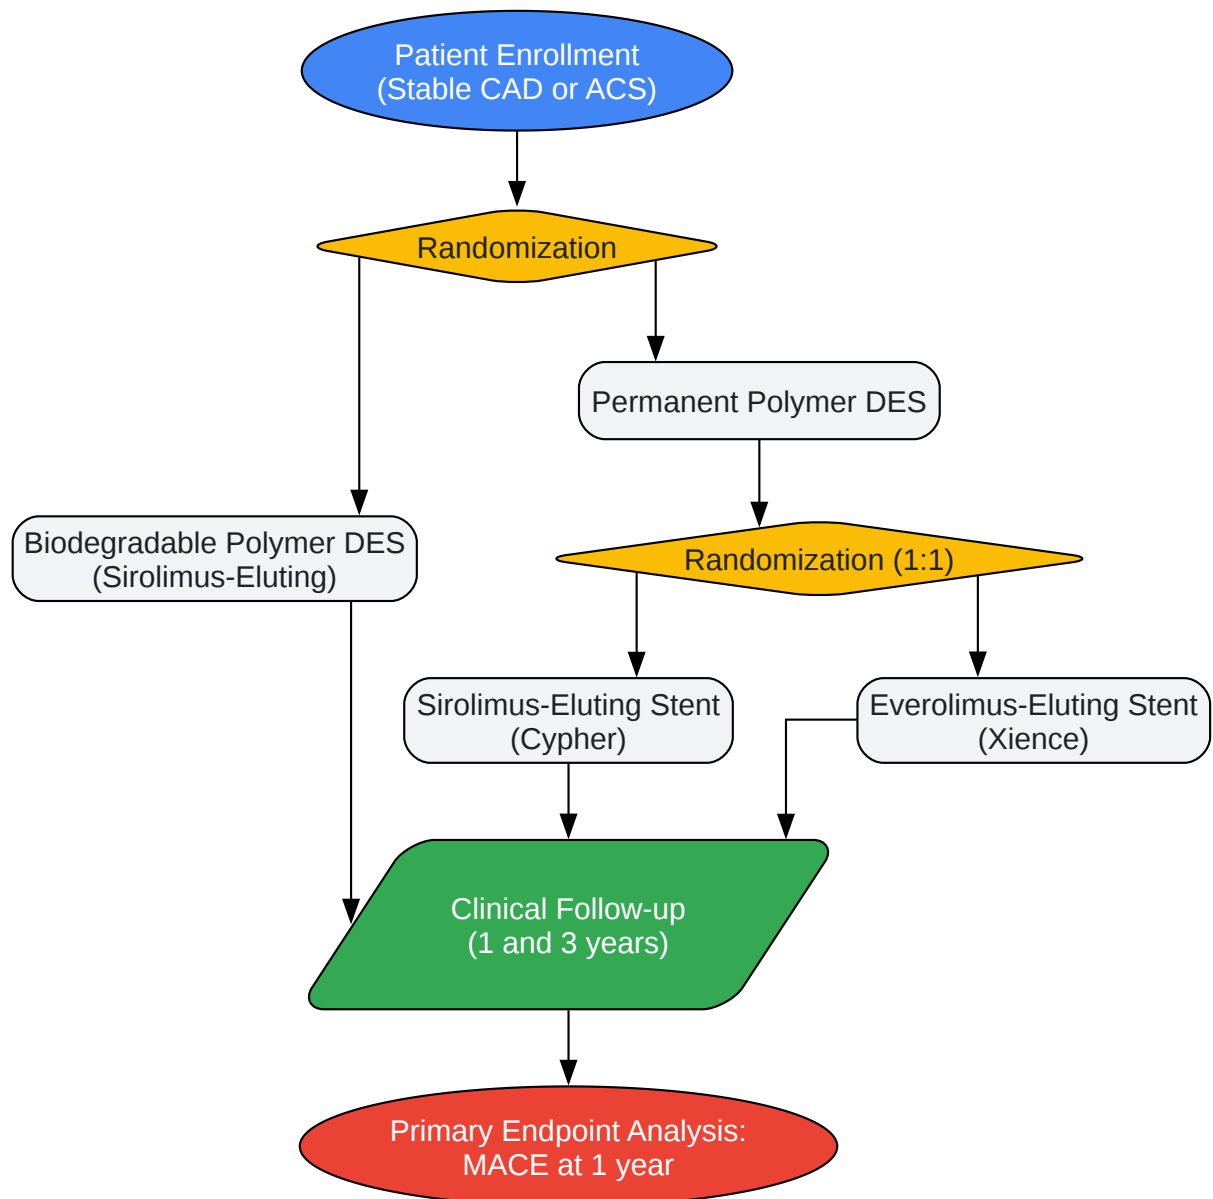 Patient Enrollment
(Stable CAD or ACS)
Randomization
Permanent Polymer DES
Biodegradable Polymer DES
(Sirolimus-Eluting)
Randomization (1:1)
Sirolimus-Eluting Stent
(Cypher)
Everolimus-Eluting Stent
(Xience)
Clinical Follow-up
(1 and 3 years)
Primary Endpoint Analysis:
MACE at 1 year